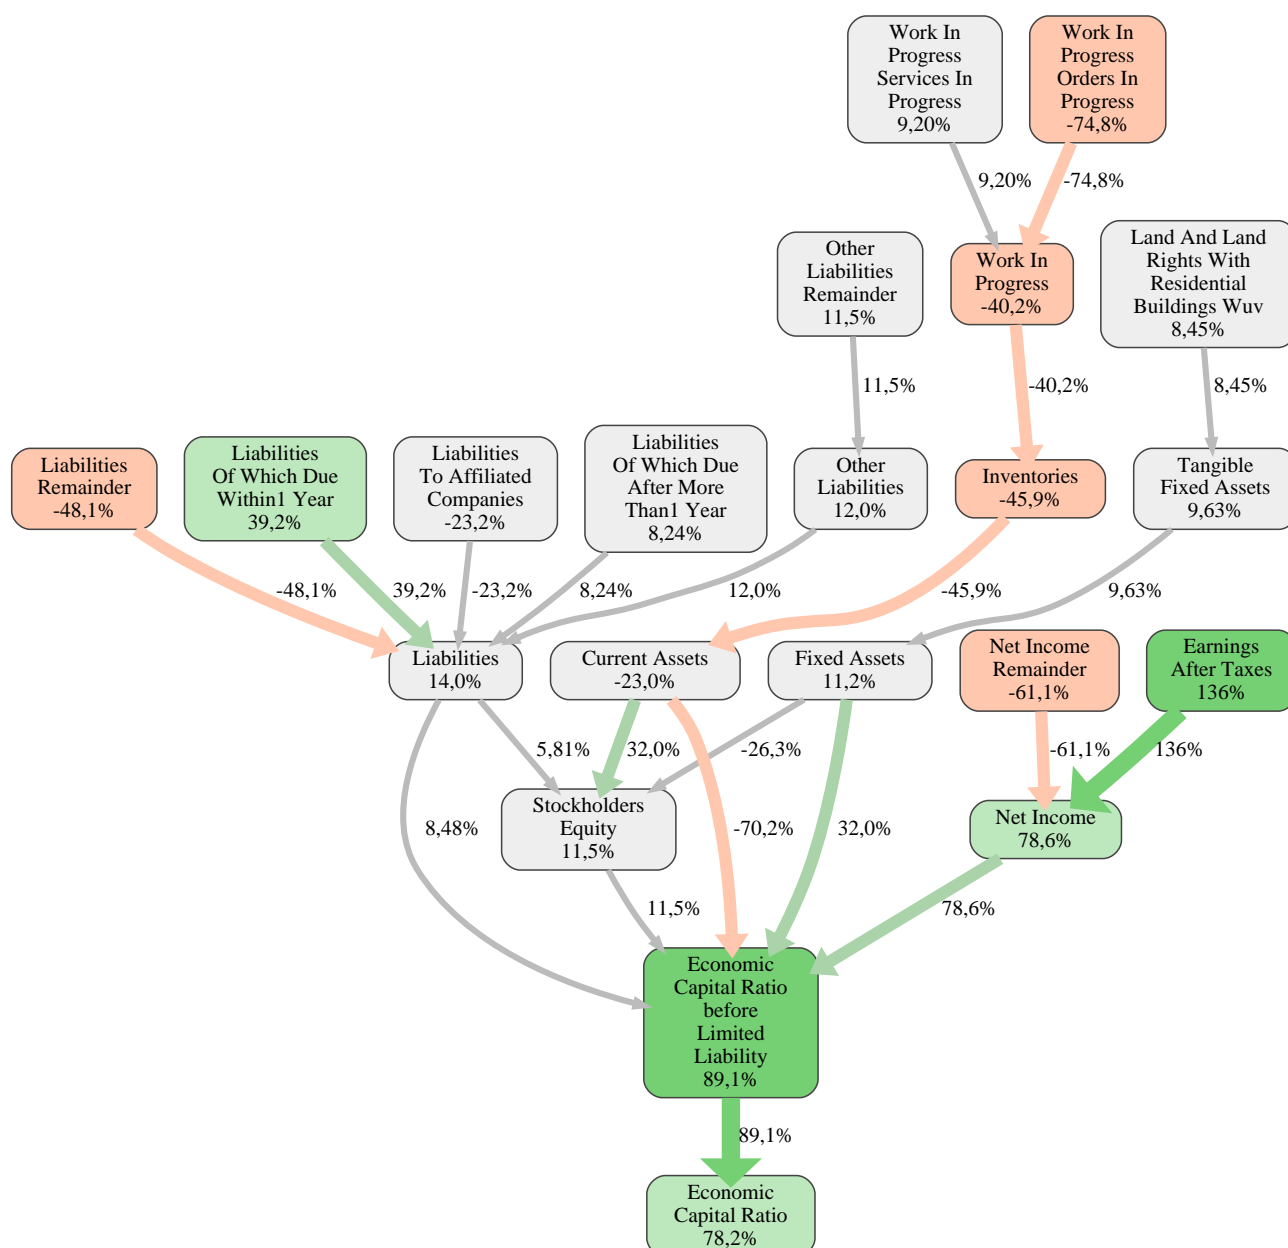 Work In
Progress
Services In
Progress
9,20%
Work In
Progress
Orders In
Progress
-74,8%
9,20%
-74,8%
Other
Liabilities
Remainder
11,5%
Work In
Progress
-40,2%
Land And Land
Rights With
Residential
Buildings Wuv
8,45%
11,5%
-40,2%
8,45%
Liabilities
Remainder
-48,1%
Liabilities
Of Which Due
Within1 Year
39,2%
Liabilities
To Affiliated
Companies
-23,2%
Liabilities
Of Which Due
After More
Than1 Year
8,24%
Other
Liabilities
12,0%
Inventories
-45,9%
Tangible
Fixed Assets
9,63%
-48,1%
39,2%
-23,2%
8,24%
12,0%
-45,9%
9,63%
Liabilities
14,0%
Current Assets
-23,0%
Fixed Assets
11,2%
Net Income
Remainder
-61,1%
Earnings
After Taxes
136%
5,81%
32,0%
-26,3%
-61,1%
136%
Stockholders
Equity
11,5%
Net Income
78,6%
8,48%
-70,2%
32,0%
11,5%
78,6%
Economic
Capital Ratio
before
Limited
Liability
89,1%
89,1%
Economic
Capital Ratio
78,2%